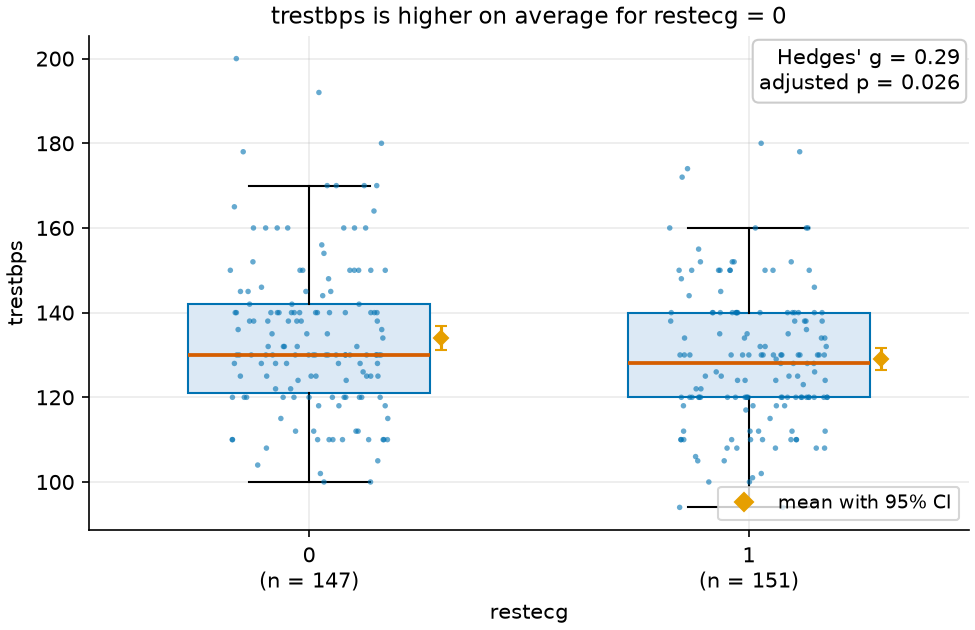 trestbps is higher on average for restecg = 0
Hedges' g = 0.29
adjusted p = 0.026
trestbps
200
180
160
140
120
100
mean with 95% CI
0
(n = 147)
1
(n = 151)
restecg